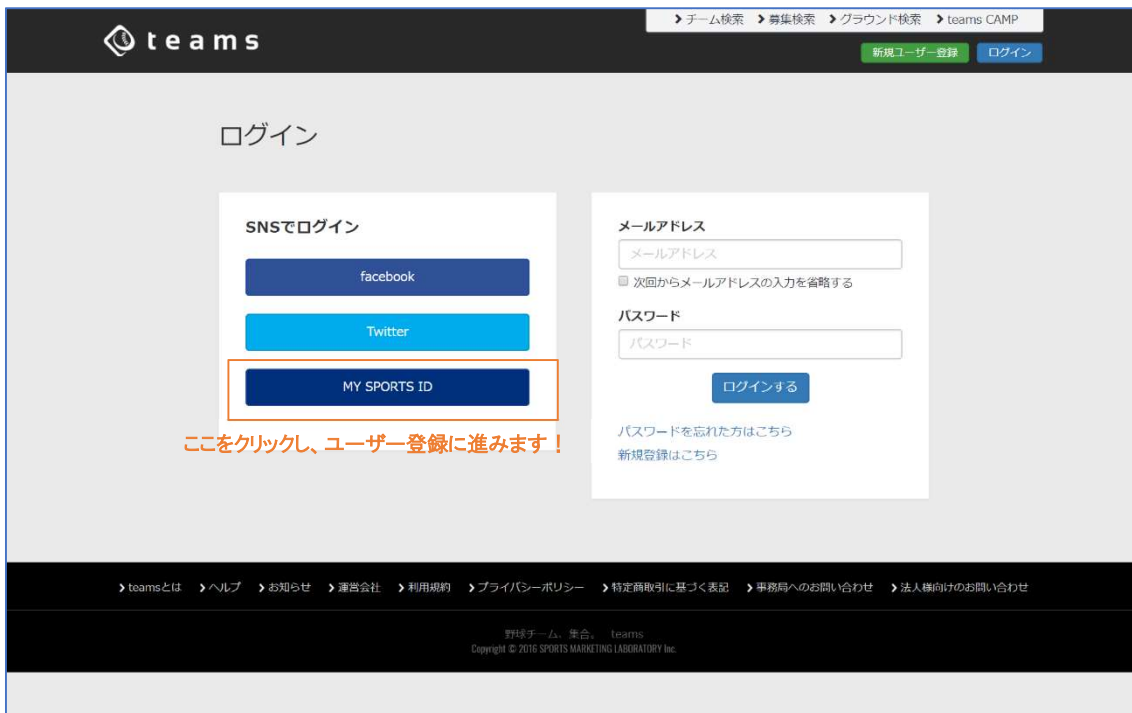 チーム検索 募集検索 グラウンド検索 teams CAMP
teams
新規ユーザー登録 ログイン
ログイン
SNSでログイン
facebook
Twitter
MY SPORTS ID
ここをクリックし、ユーザー登録に進みます!
メールアドレス
メールアドレス
次回からメールアドレスの入力を省略する
パスワード
パスワード
ログインする
パスワードを忘れた方はこちら
新規登録はこちら
teamsとは ヘルプ お知らせ 運営会社 利用規約 プライバシーポリシー 特定商取引に基づく表記 事務局へのお問い合わせ 法人様向けのお問い合わせ
野球チーム、集合。 teams
Copyright © 2016 SPORTS MARKETING LABORATORY Inc.